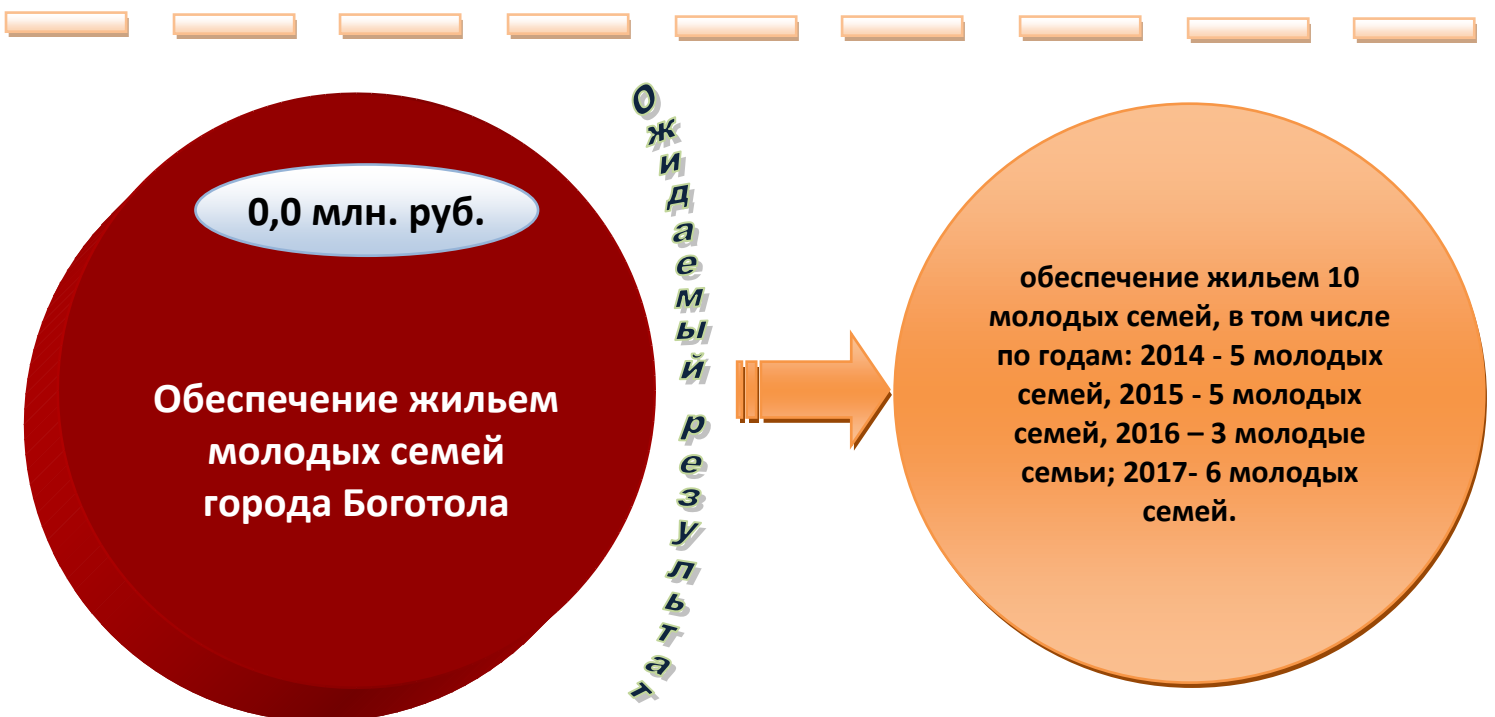 0,0 млн. руб.
Обеспечение жильем
молодых семей
города Боготола
Ожидаемый результат
обеспечение жильем 10
молодых семей, в том числе
по годам: 2014 - 5 молодых
семей, 2015 - 5 молодых
семей, 2016 – 3 молодые
семьи; 2017- 6 молодых
семей.